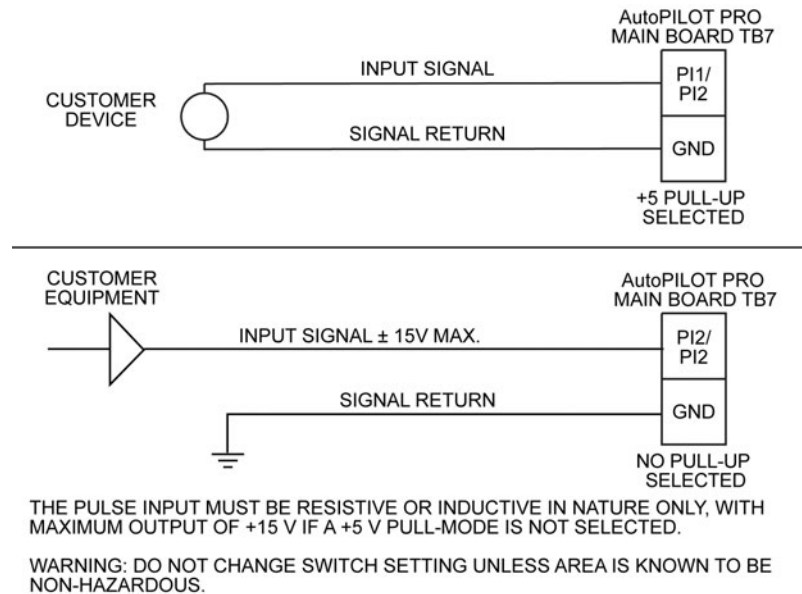 AutoPILOT PRO
MAIN BOARD TB7
INPUT SIGNAL
PI1/
PI2
CUSTOMER
DEVICE
SIGNAL RETURN
GND
+5 PULL-UP
SELECTED
CUSTOMER
EQUIPMENT
AutoPILOT PRO
MAIN BOARD TB7
INPUT SIGNAL ± 15V MAX.
PI2/
PI2
SIGNAL RETURN
GND
NO PULL-UP
SELECTED
THE PULSE INPUT MUST BE RESISTIVE OR INDUCTIVE IN NATURE ONLY, WITH
MAXIMUM OUTPUT OF +15 V IF A +5 V PULL-MODE IS NOT SELECTED.
WARNING: DO NOT CHANGE SWITCH SETTING UNLESS AREA IS KNOWN TO BE
NON-HAZARDOUS.